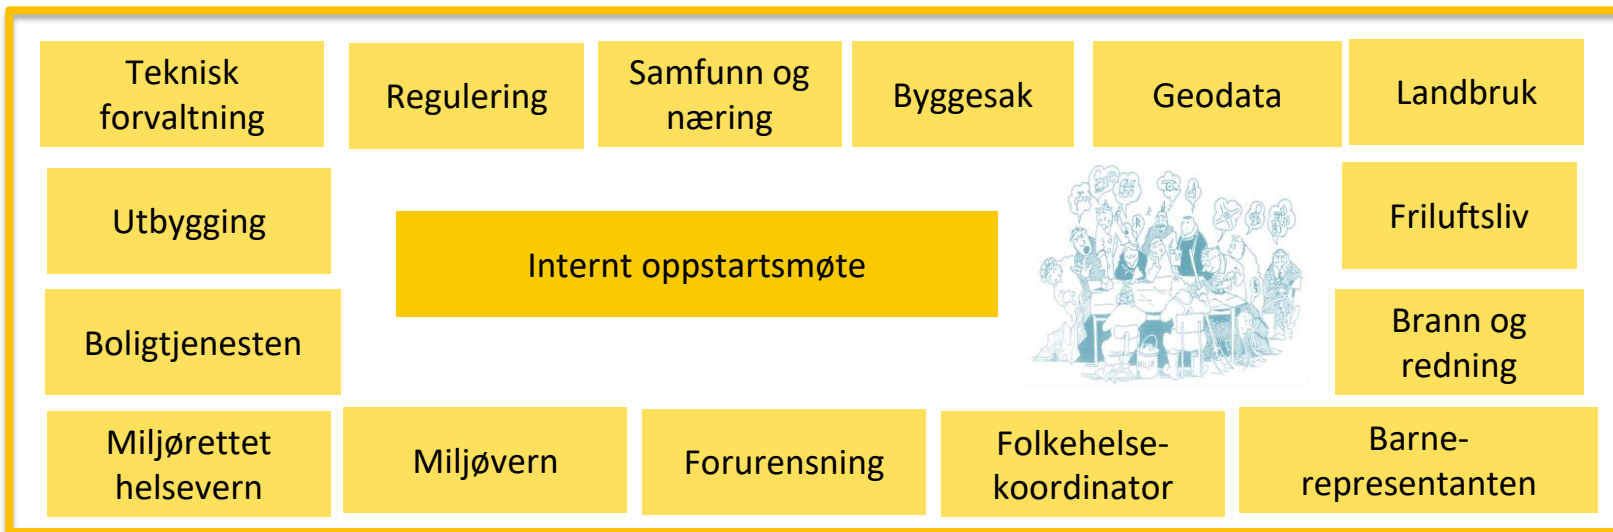 Teknisk
forvaltning
Regulering
Samfunn og
næring
Byggesak
Geodata
Landbruk
Utbygging
Internt oppstartsmøte
Friluftsliv
Boligtjenesten
Brann og
redning
Miljørettet
helsevern
Miljøvern
Forurensning
Folkehelse-
koordinator
Barne-
representanten